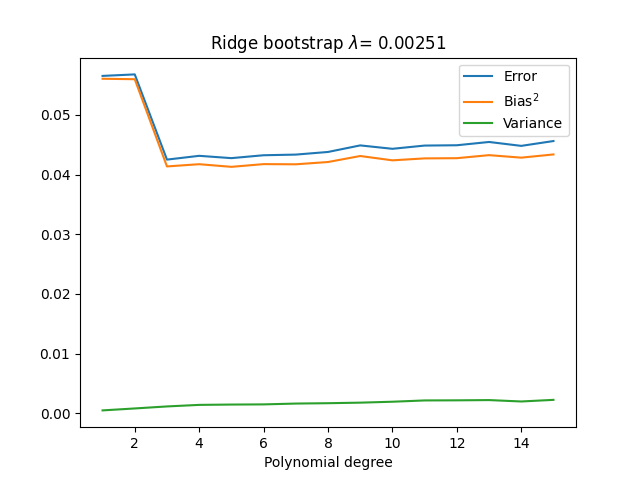 Ridge bootstrap λ= 0.00251
Error
Bias²
Variance
0.05
0.04
0.03
0.02
0.01
0.00
2 4 6 8 10 12 14
Polynomial degree